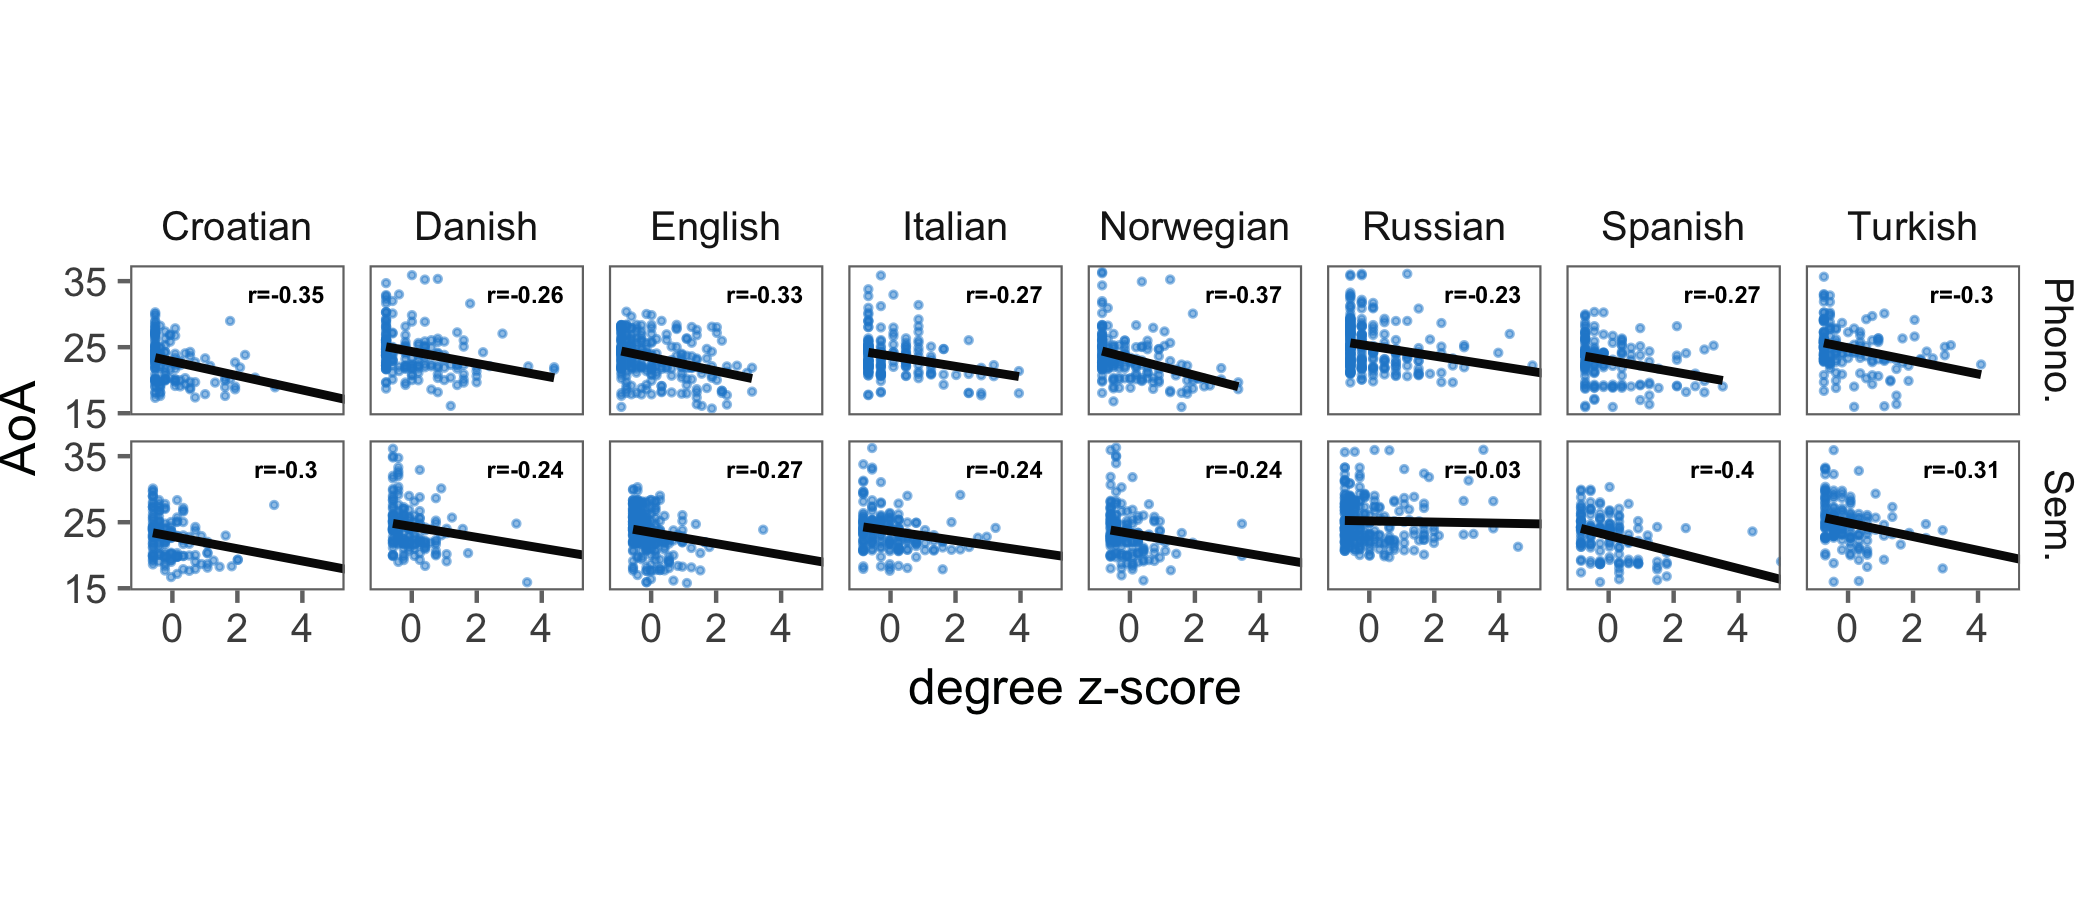 Croatian Danish English Italian Norwegian Russian Spanish Turkish
35 r=-0.35 r=-0.26 r=-0.33 r=-0.27 r=-0.37 r=-0.23 r=-0.27 r=-0.3 Phono.
25
15
AoA
35 r=-0.3 r=-0.24 r=-0.27 r=-0.24 r=-0.24 r=-0.03 r=-0.4 r=-0.31 Sem.
25
15
0 2 4 0 2 4 0 2 4 0 2 4 0 2 4 0 2 4 0 2 4 0 2 4
degree z-score